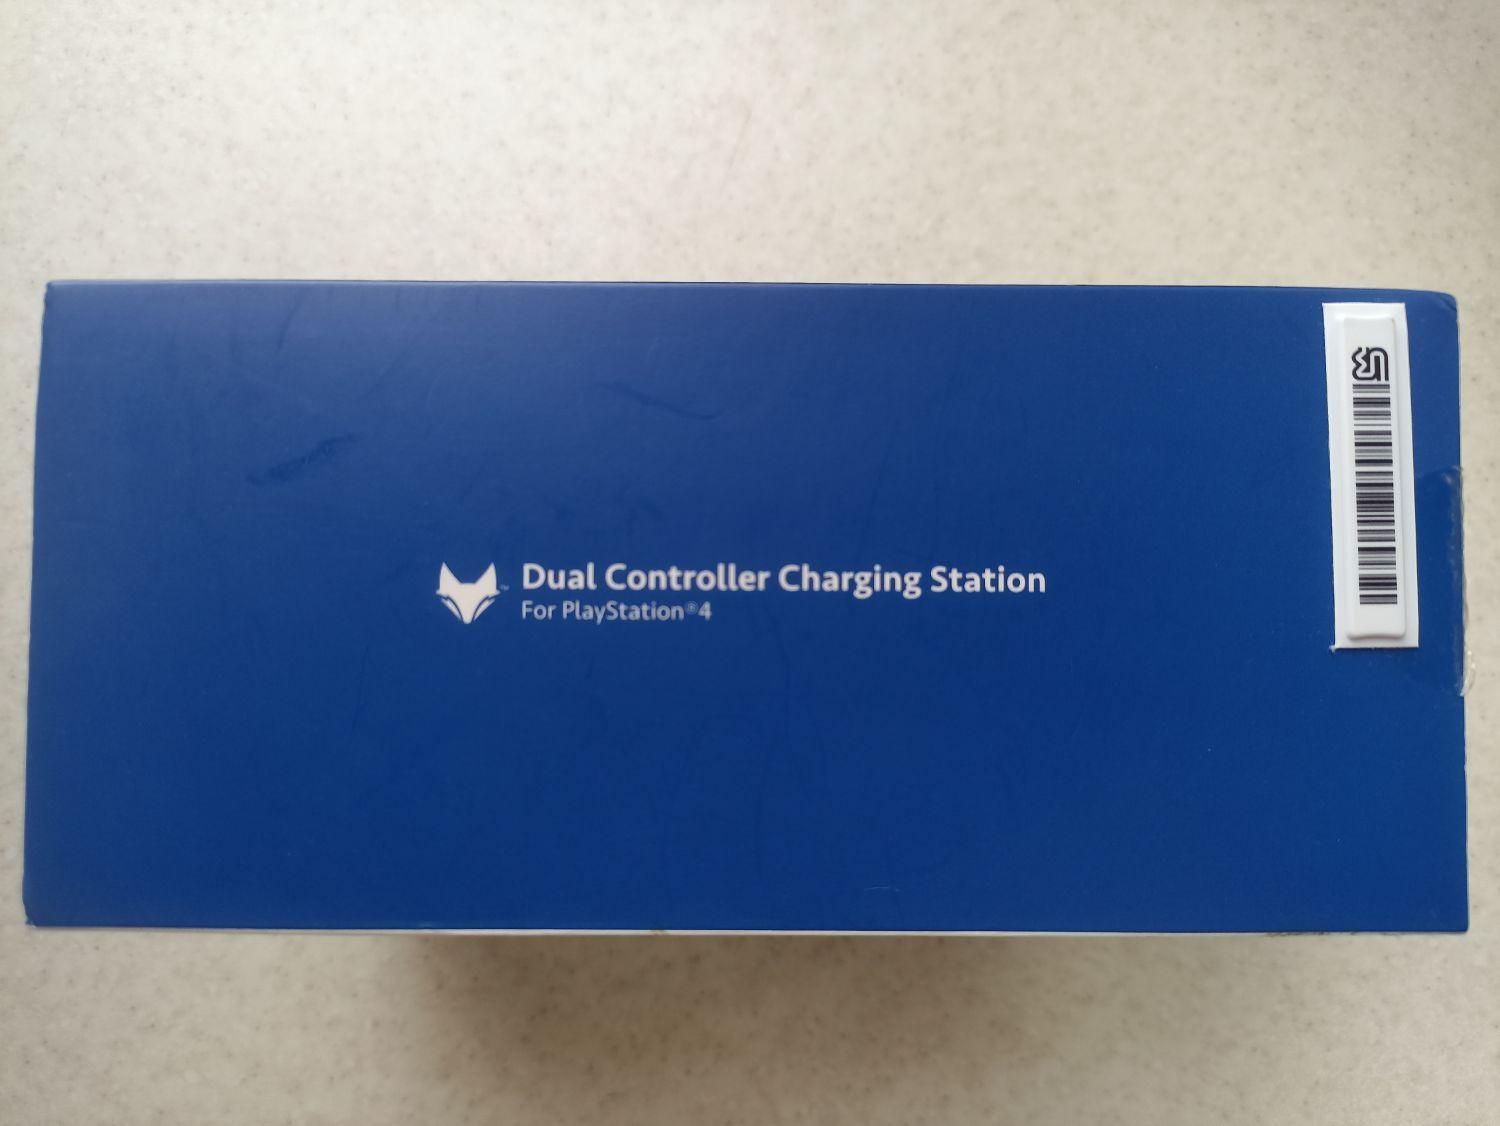 Dual Controller Charging Station
For PlayStation®4